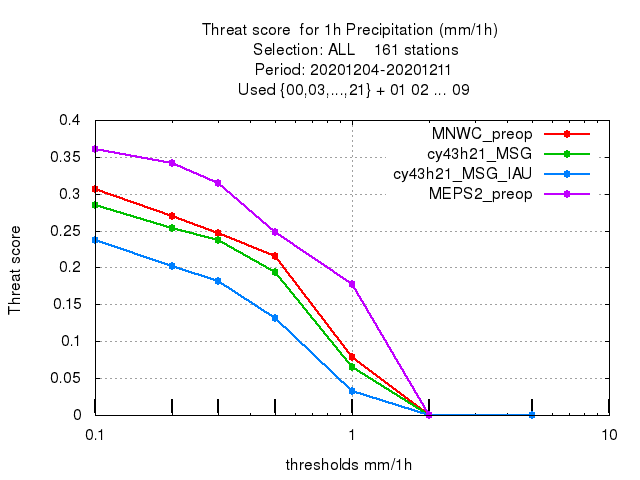 Threat score  for 1h Precipitation (mm/1h)
Selection: ALL    161 stations
Period: 20201204-20201211
Used {00,03,...,21} + 01 02 ... 09
0.4
0.35
0.3
0.25
0.2
0.15
0.1
0.05
0
Threat score
MNWC_preop
cy43h21_MSG
cy43h21_MSG_IAU
MEPS2_preop
0.1
1
10
thresholds mm/1h